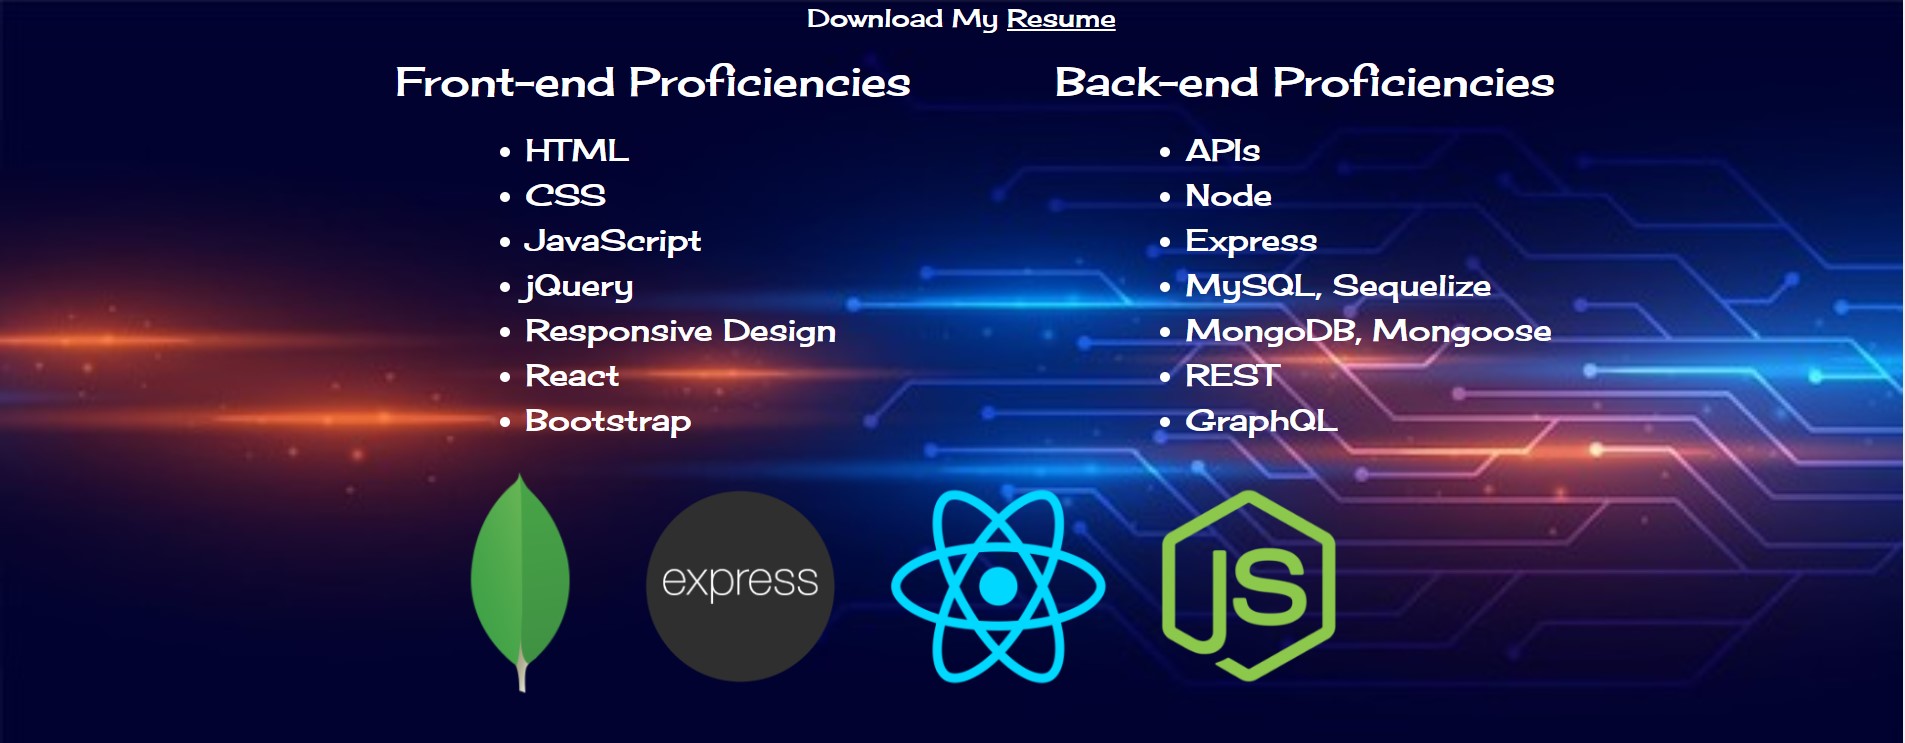 Download My Resume
Front-end Proficiencies
HTML
CSS
JavaScript
jQuery
Responsive Design
React
Bootstrap
Back-end Proficiencies
APIs
Node
Express
MySQL, Sequelize
MongoDB, Mongoose
REST
GraphQL
express
JS